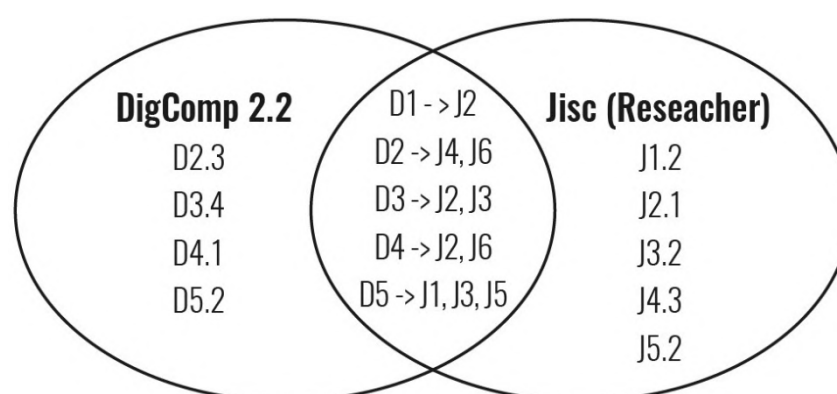 DigComp 2.2
D2.3
D3.4
D4.1
D5.2
D1 -> J2
D2 -> J4, J6
D3 -> J2, J3
D4 -> J2, J6
D5 -> J1, J3, J5
Jisc (Reseacher)
J1.2
J2.1
J3.2
J4.3
J5.2